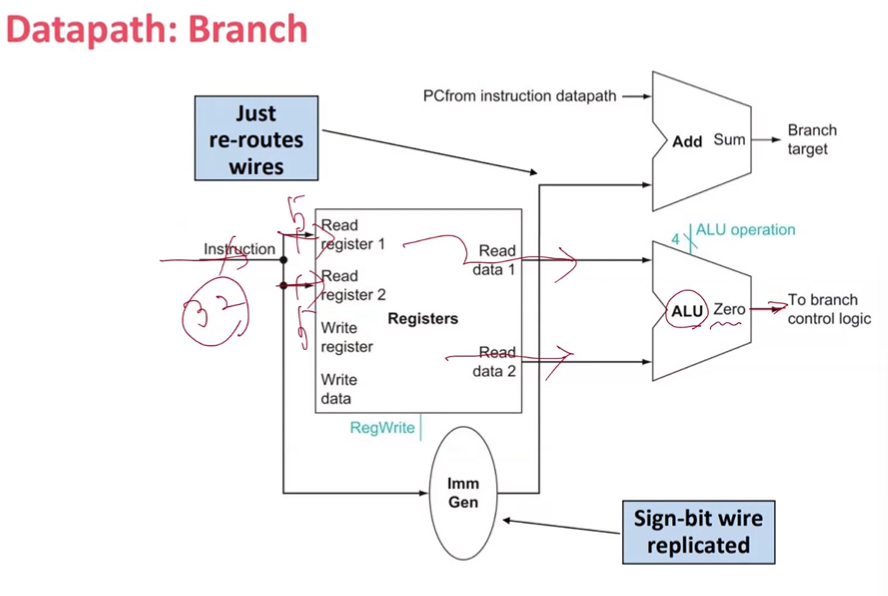 Datapath: Branch
Just
re-routes
wires
PCfrom instruction datapath
Add Sum
Branch
target
5
Instruction
32
Read
register 1
Read
register 2
5
Write
register
Write
data
Registers
Read
data 1
Read
data 2
RegWrite
4
ALU operation
ALU Zero
To branch
control logic
Imm
Gen
Sign-bit wire
replicated